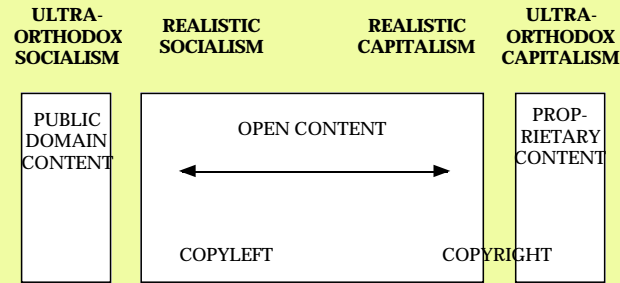 ULTRA-
ORTHODOX
SOCIALISM
REALISTIC
SOCIALISM
REALISTIC
CAPITALISM
ULTRA-
ORTHODOX
CAPITALISM
PUBLIC
DOMAIN
CONTENT
OPEN CONTENT
PROP-
RIETARY
CONTENT
COPYLEFT
COPYRIGHT